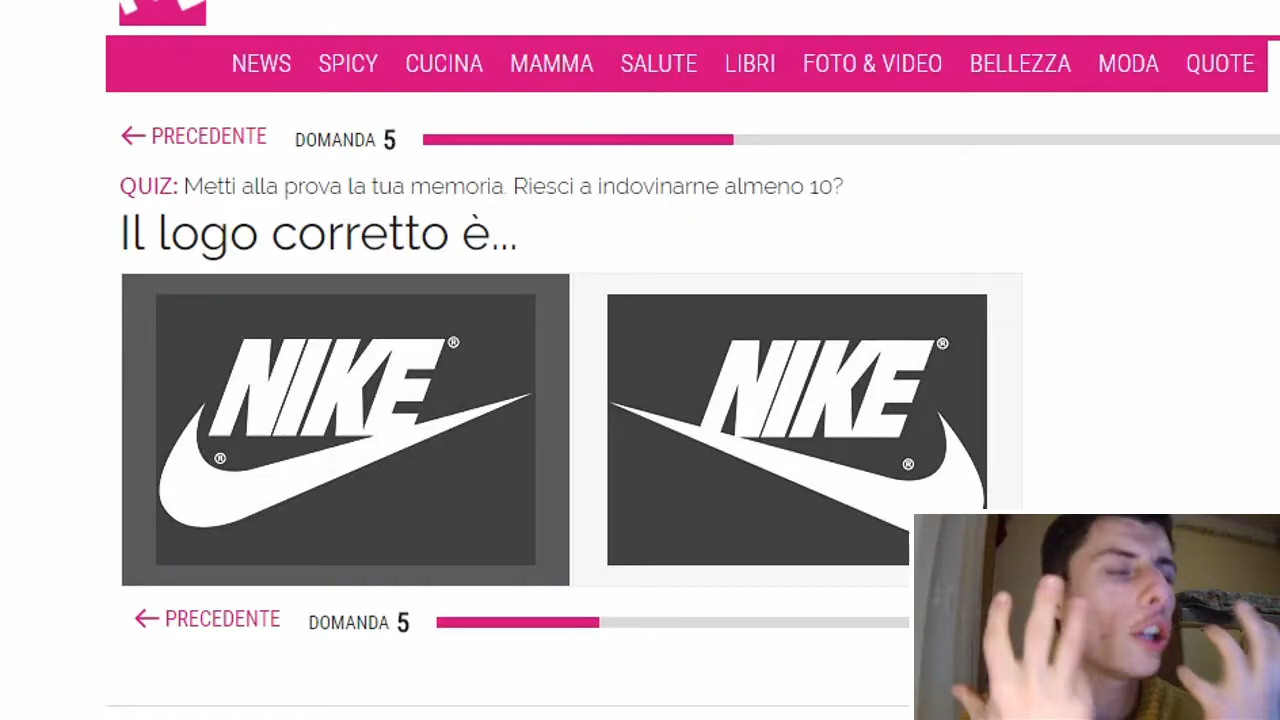 NEWS SPICY CUCINA MAMMA SALUTE LIBRI FOTO & VIDEO BELLEZZA MODA QUOTE
← PRECEDENTE DOMANDA 5
QUIZ: Metti alla prova la tua memoria. Riesci a indovinarne almeno 10?
Il logo corretto è...
NIKE® ®
NIKE® ®
← PRECEDENTE DOMANDA 5